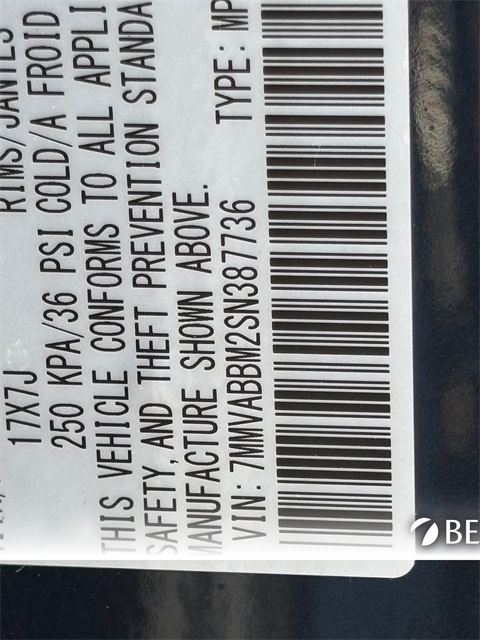 17X7J RIMS/JANTES
250 KPA/36 PSI COLD/A FROID
THIS VEHICLE CONFORMS TO ALL APPLI
SAFETY,AND THEFT PREVENTION STANDA
MANUFACTURE SHOWN ABOVE.
VIN: 7MMVABBM2SN387736 TYPE: MP
BE